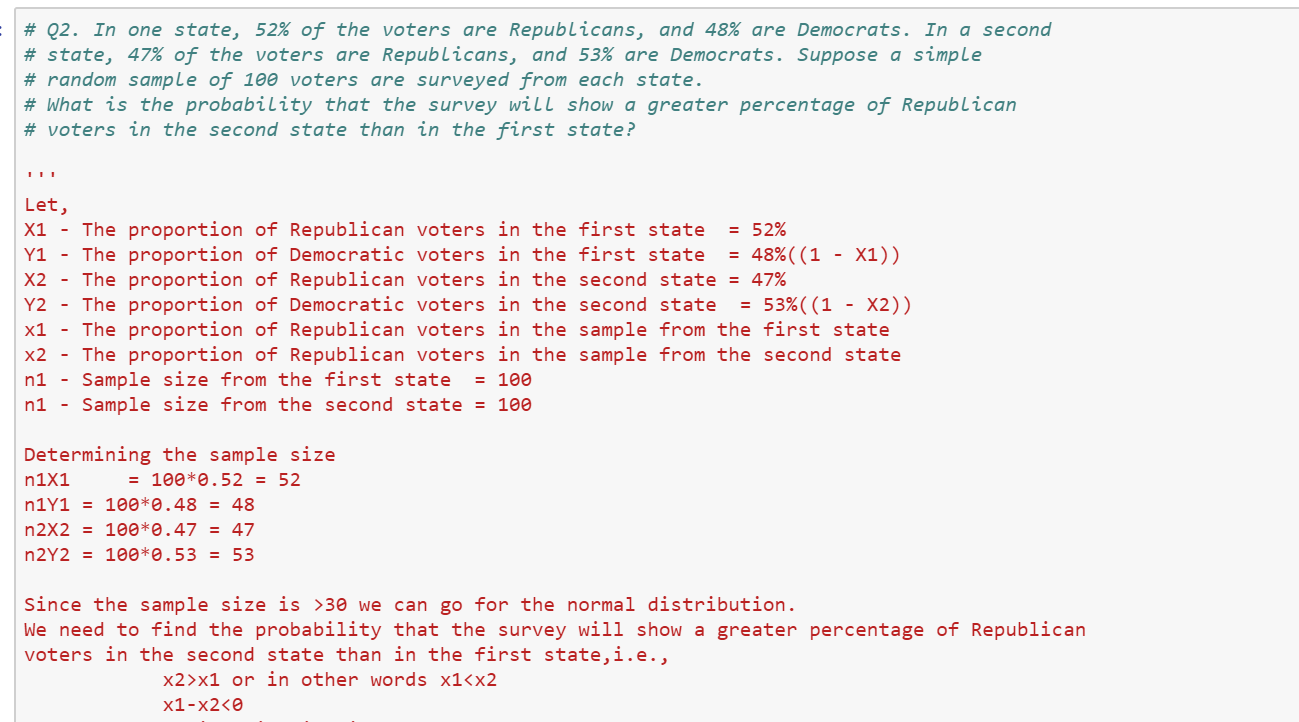 # Q2. In one state, 52% of the voters are Republicans, and 48% are Democrats. In a second
# state, 47% of the voters are Republicans, and 53% are Democrats. Suppose a simple
# random sample of 100 voters are surveyed from each state.
# What is the probability that the survey will show a greater percentage of Republican
# voters in the second state than in the first state?
'''
Let,
X1 - The proportion of Republican voters in the first state  = 52%
Y1 - The proportion of Democratic voters in the first state  = 48%((1 - X1))
X2 - The proportion of Republican voters in the second state = 47%
Y2 - The proportion of Democratic voters in the second state  = 53%((1 - X2))
x1 - The proportion of Republican voters in the sample from the first state
x2 - The proportion of Republican voters in the sample from the second state
n1 - Sample size from the first state  = 100
n1 - Sample size from the second state = 100
Determining the sample size
n1X1     = 100*0.52 = 52
n1Y1 = 100*0.48 = 48
n2X2 = 100*0.47 = 47
n2Y2 = 100*0.53 = 53
Since the sample size is >30 we can go for the normal distribution.
We need to find the probability that the survey will show a greater percentage of Republican
voters in the second state than in the first state,i.e.,
x2>x1 or in other words x1<x2
x1-x2<0